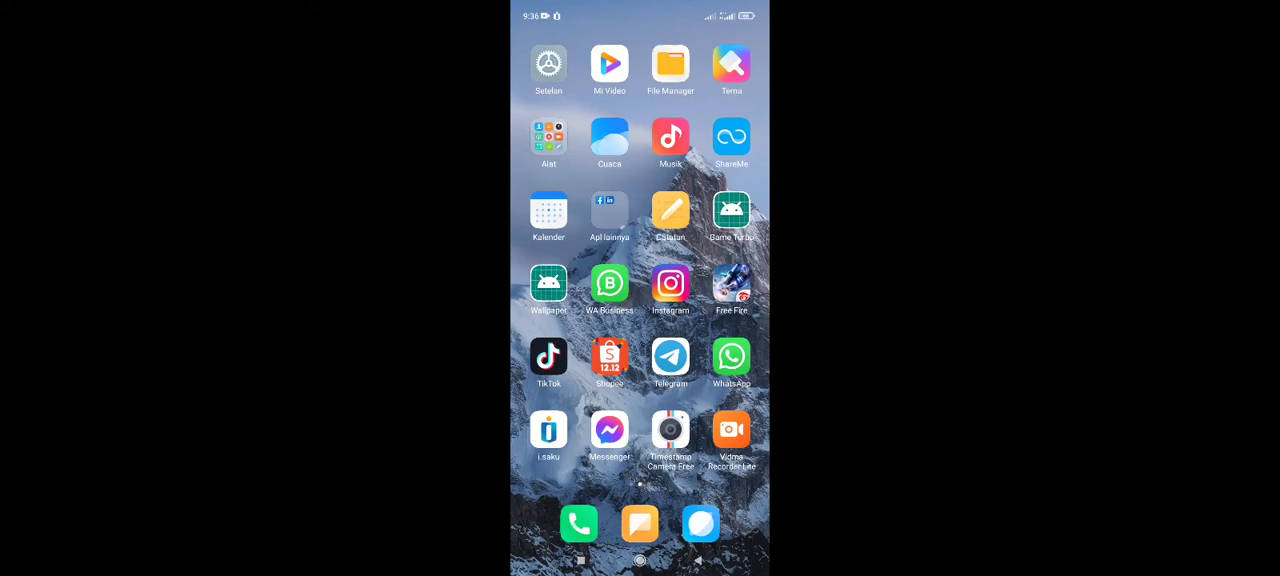 9:36
Setelan
Mi Video
File Manager
Tema
Alat
Cuaca
Musik
ShareMe
Kalender
Apl lainnya
Catatan
Game Turbo
Wallpaper
WA Business
Instagram
Free Fire
S
12.12
TikTok
Shopee
Telegram
WhatsApp
i.saku
Messenger
Timestamp
Camera Free
Vidma
Recorder Lite